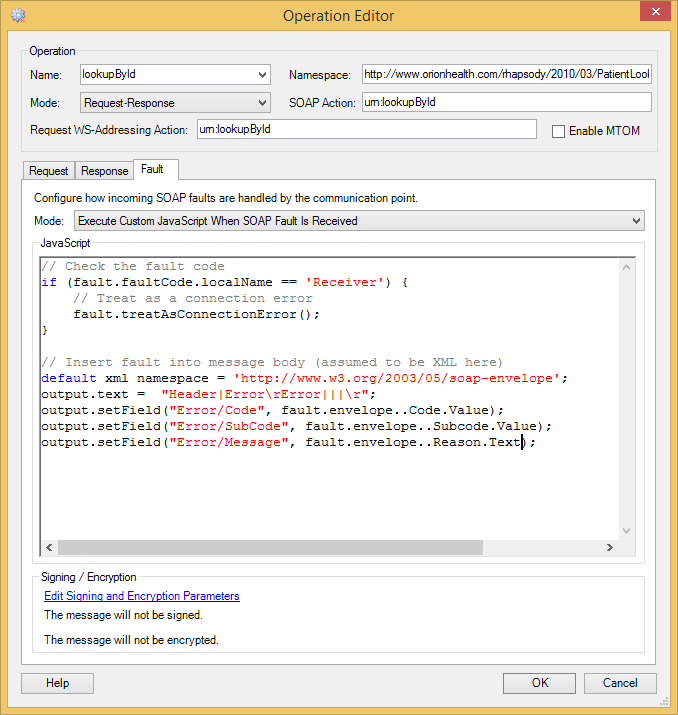 Operation Editor
Operation
Name: lookupById Namespace: http://www.orionhealth.com/rhapsody/2010/03/PatientLool
Mode: Request-Response SOAP Action: urn:lookupById
Request WS-Addressing Action: urn:lookupById Enable MTOM
Request Response Fault
Configure how incoming SOAP faults are handled by the communication point.
Mode: Execute Custom JavaScript When SOAP Fault Is Received
JavaScript
// Check the fault code
if (fault.faultCode.localName == 'Receiver') {
    // Treat as a connection error
    fault.treatAsConnectionError();
}
// Insert fault into message body (assumed to be XML here)
default xml namespace = 'http://www.w3.org/2003/05/soap-envelope';
output.text =  "Header|Error\rError|||\r";
output.setField("Error/Code", fault.envelope..Code.Value);
output.setField("Error/SubCode", fault.envelope..Subcode.Value);
output.setField("Error/Message", fault.envelope..Reason.Text);
Signing / Encryption
Edit Signing and Encryption Parameters
The message will not be signed.
The message will not be encrypted.
Help OK Cancel